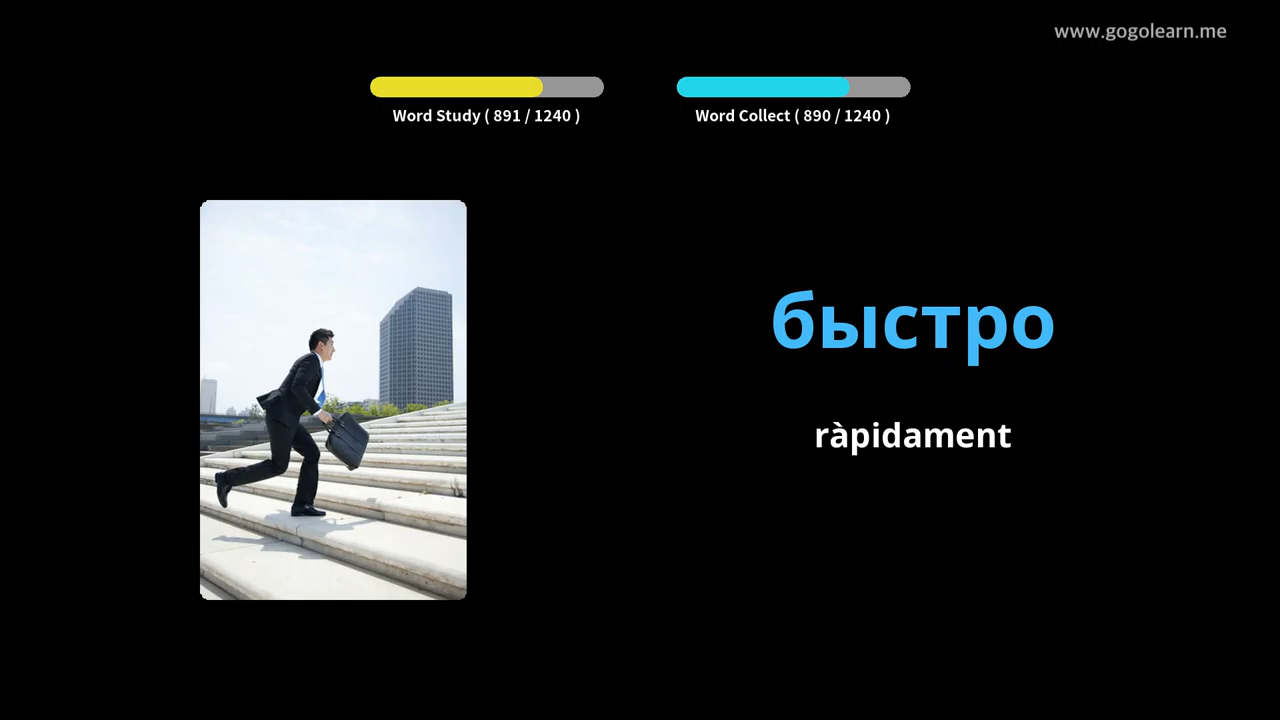 www.gogolearn.me
Word Study ( 891 / 1240 )
Word Collect ( 890 / 1240 )
быстро
ràpidament